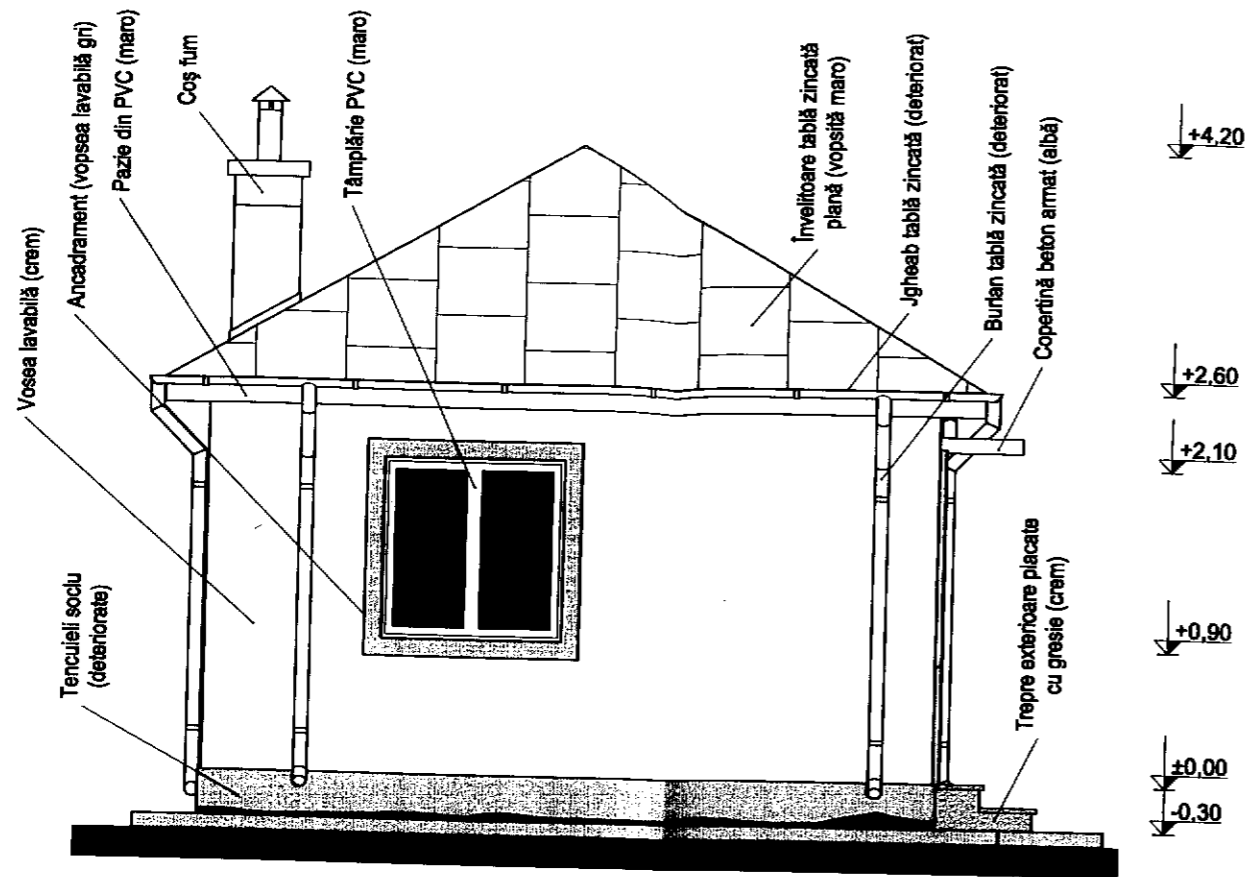 Vosea lavabilă (crem)
Ancadrament (vopsea lavabilă gri)
Pazie din PVC (maro)
Coș fum
Tâmplărie PVC (maro)
Învelitoare tablă zincată
plană (vopsită maro)
Jgheab tablă zincată (deteriorat)
Burlan tablă zincată (deteriorat)
Copertină beton armat (albă)
Tencuieli soclu
(deteriorate)
Trepre exterioare placate
cu gresie (crem)
+4,20
+2,60
+2,10
+0,90
±0,00
-0,30